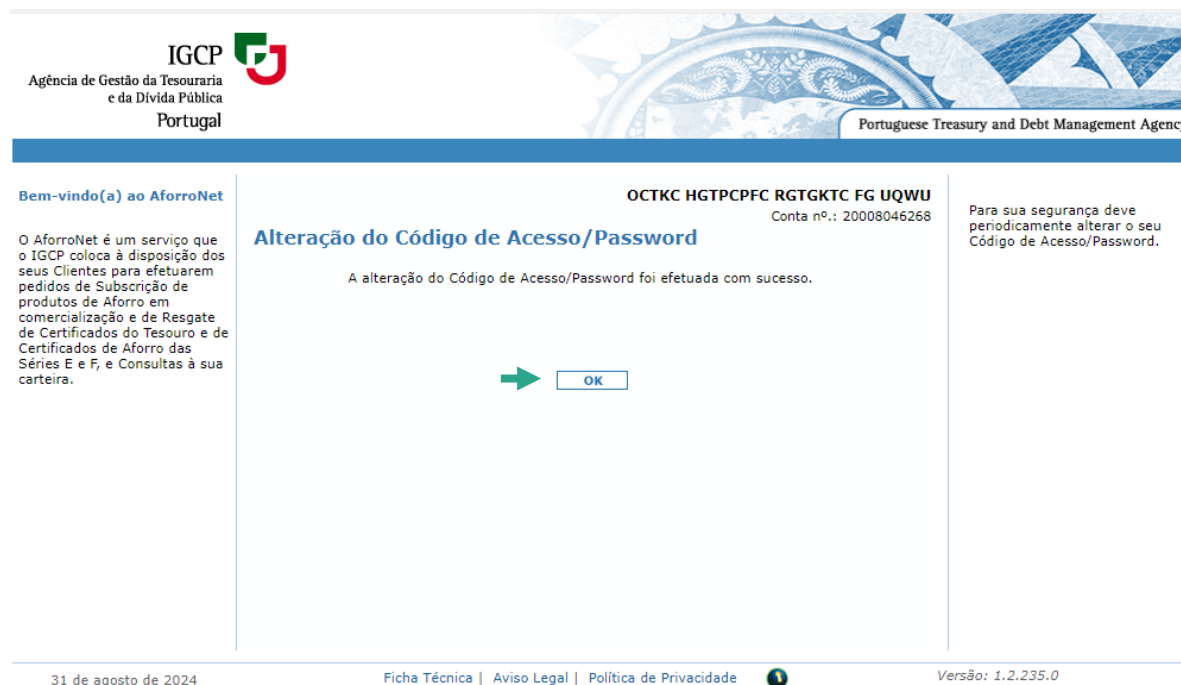 IGCP
Agência de Gestão da Tesouraria
e da Dívida Pública
Portugal
Portuguese Treasury and Debt Management Agency
Bem-vindo(a) ao AforroNet
O AforroNet é um serviço que
o IGCP coloca à disposição dos
seus Clientes para efetuarem
pedidos de Subscrição de
produtos de Aforro em
comercialização e de Resgate
de Certificados do Tesouro e de
Certificados de Aforro das
Séries E e F, e Consultas à sua
carteira.
OCTKC HGTPCPFC RGTGKTC FG UQWU
Conta nº.: 20008046268
Alteração do Código de Acesso/Password
A alteração do Código de Acesso/Password foi efetuada com sucesso.
OK
Para sua segurança deve
periodicamente alterar o seu
Código de Acesso/Password.
31 de agosto de 2024
Ficha Técnica | Aviso Legal | Política de Privacidade
Versão: 1.2.235.0